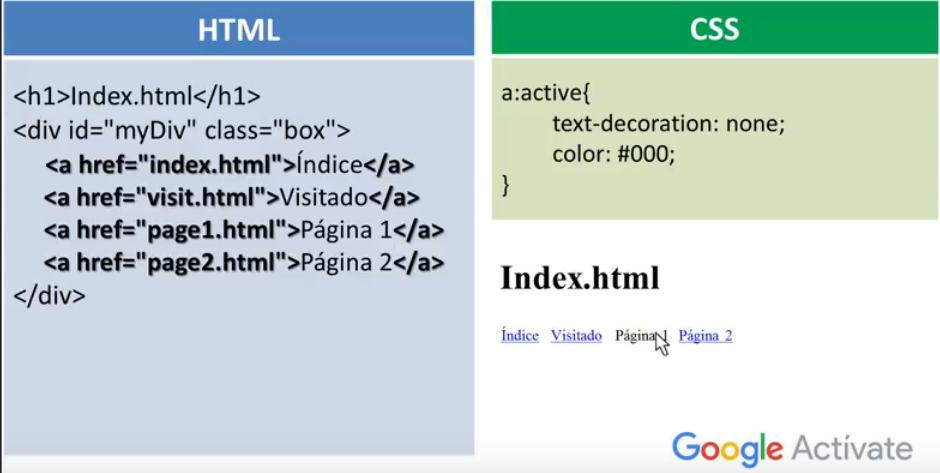 HTML
<h1>Index.html</h1>
<div id="myDiv" class="box">
<a href="index.html">Índice</a>
<a href="visit.html">Visitado</a>
<a href="page1.html">Página 1</a>
<a href="page2.html">Página 2</a>
</div>
CSS
a:active{
text-decoration: none;
color: #000;
}
Index.html
Índice Visitado Página 1 Página 2
Google Actívate